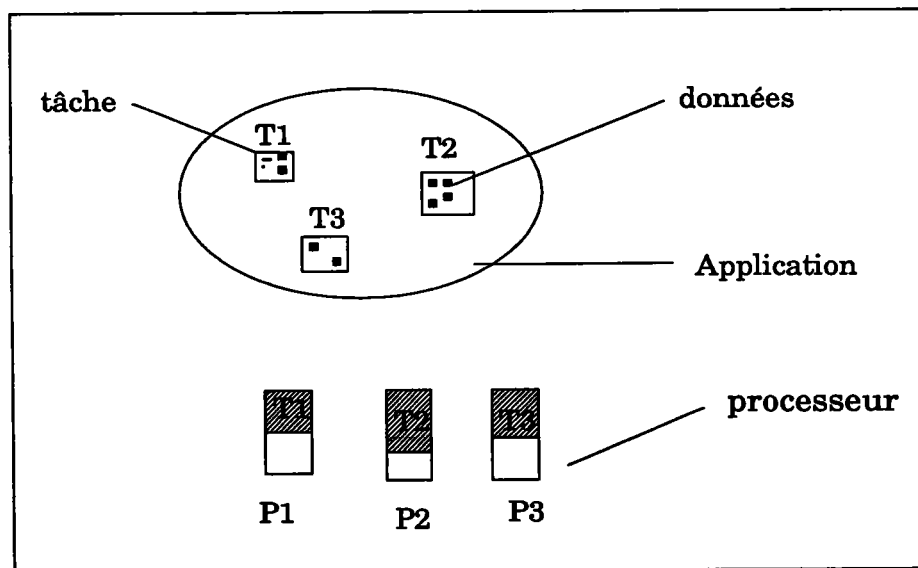 tâche
données
T1
T2
T3
Application
T1
T2
T3
processeur
P1
P2
P3